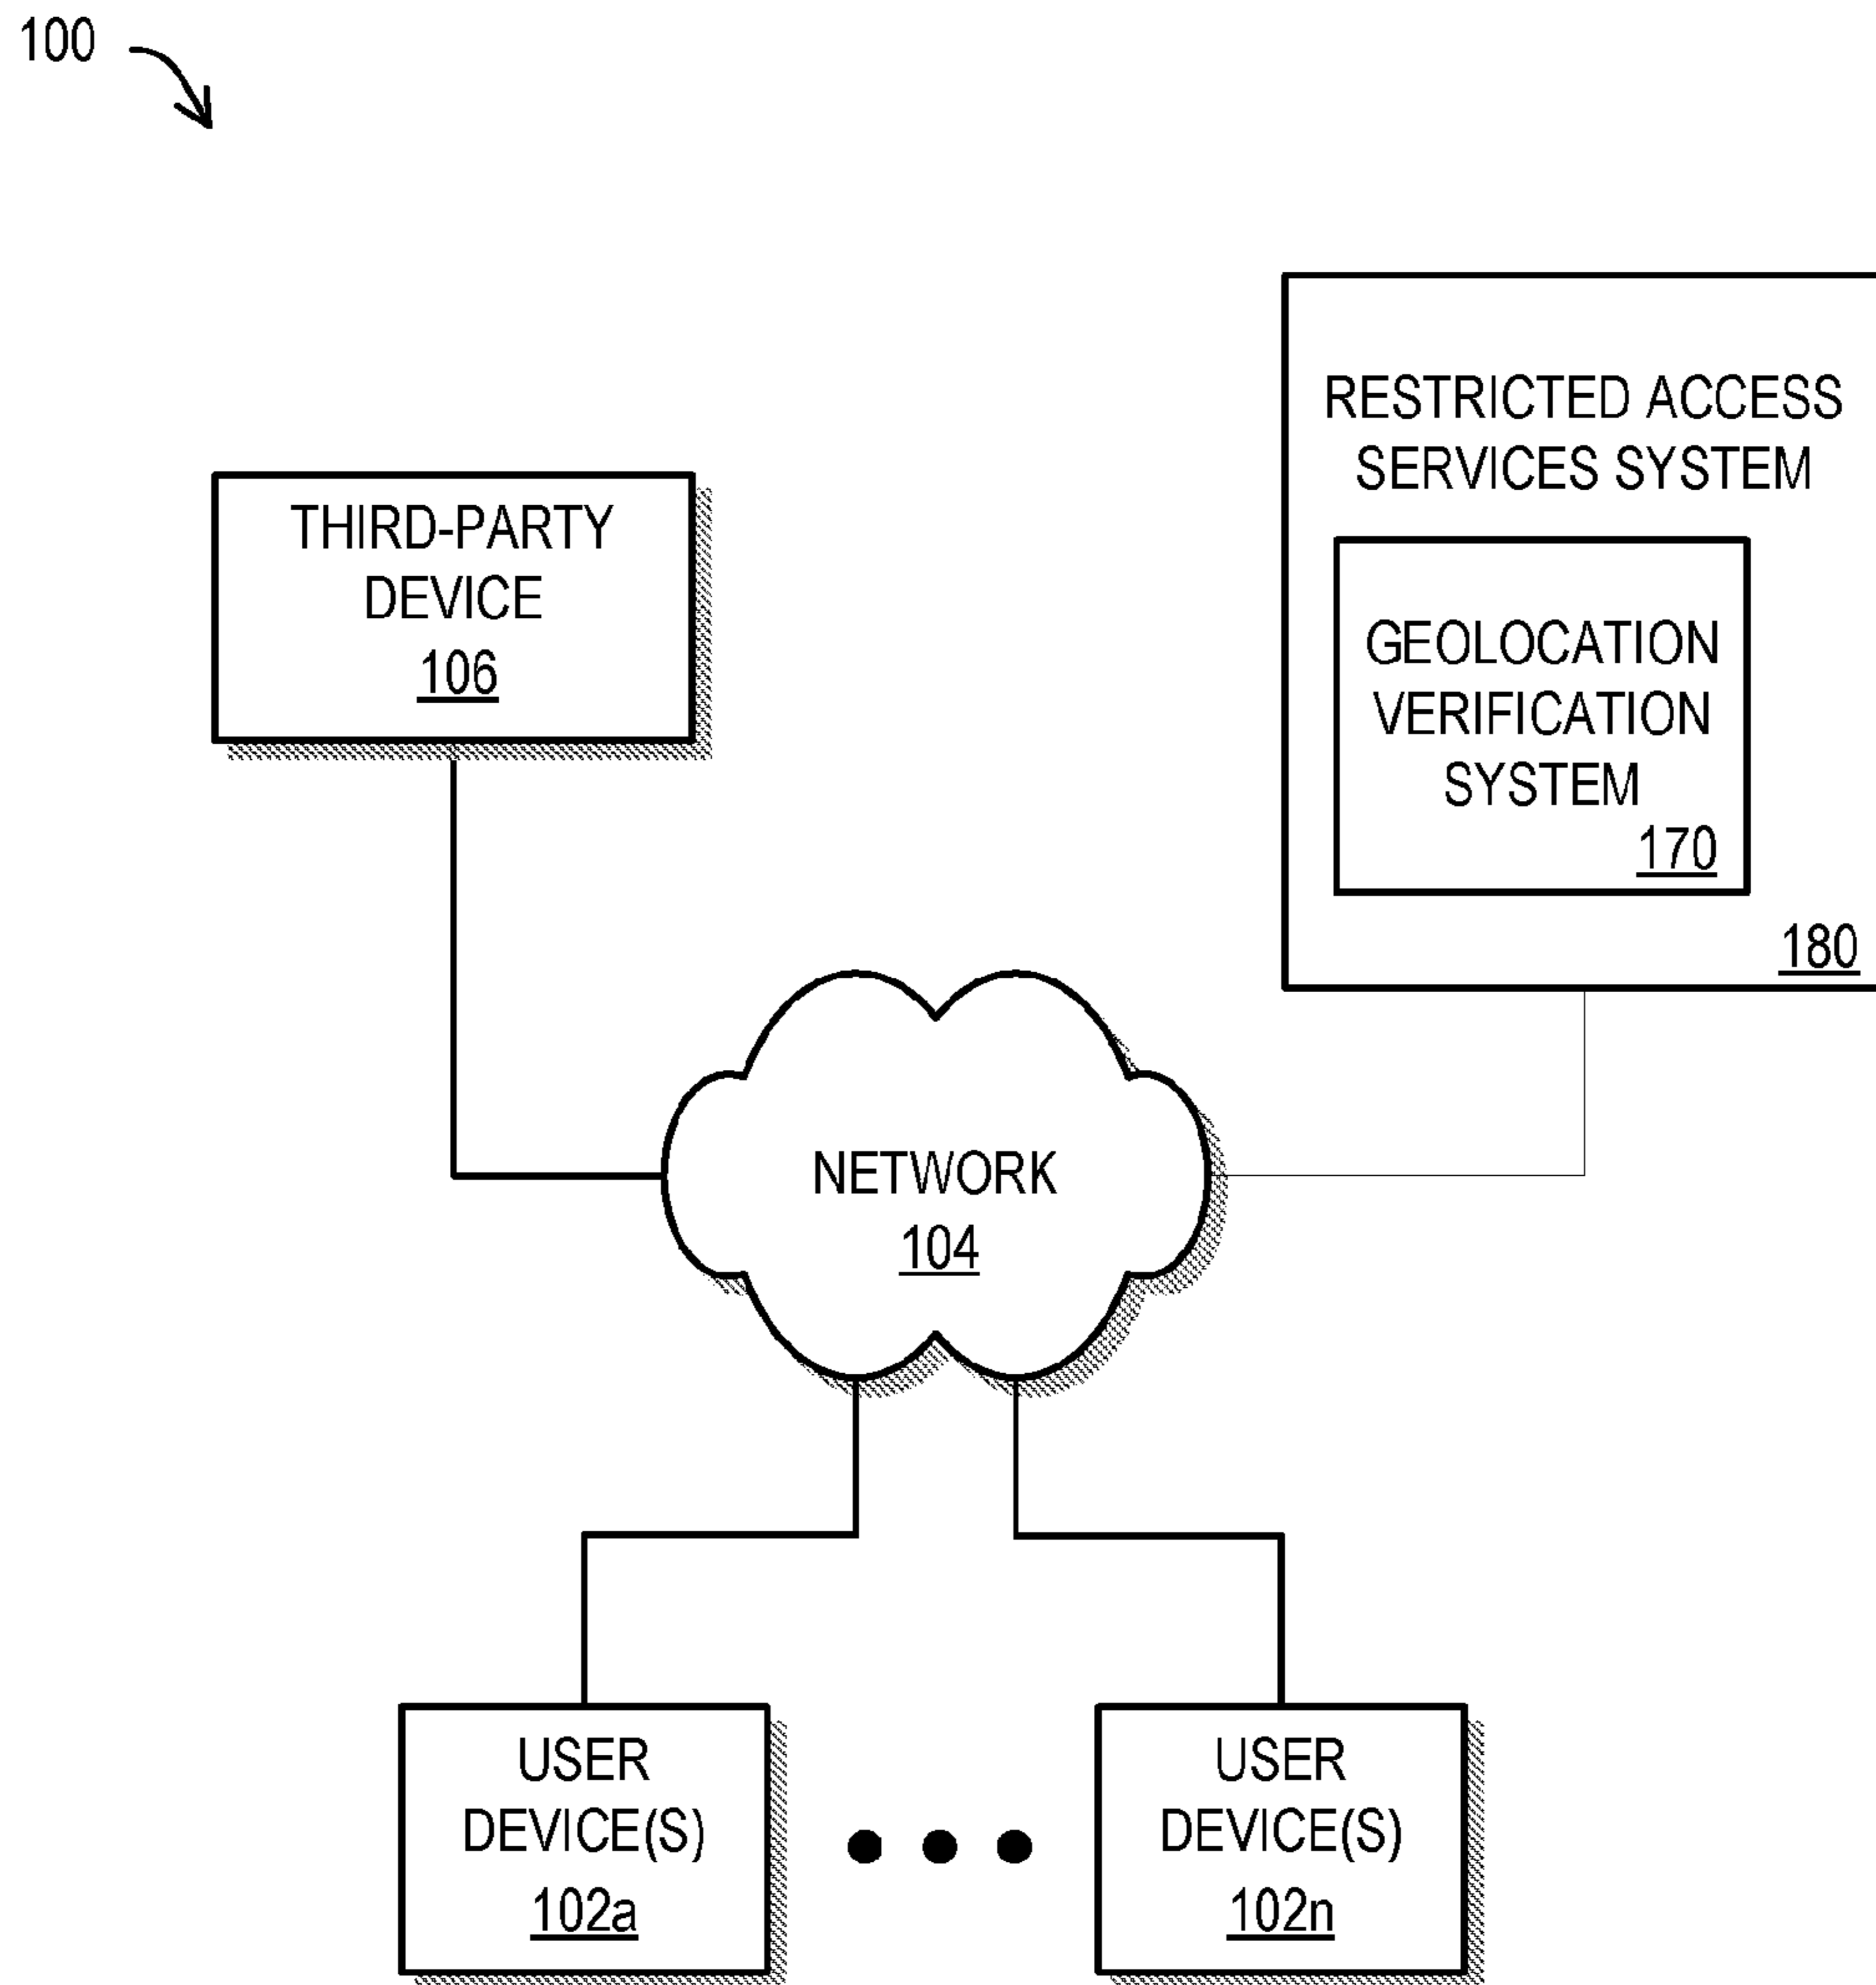 100
RESTRICTED ACCESS
SERVICES SYSTEM
THIRD-PARTY
DEVICE
106
GEOLOCATION
VERIFICATION
SYSTEM
170
180
NETWORK
104
USER
DEVICE(S)
102a
USER
DEVICE(S)
102n